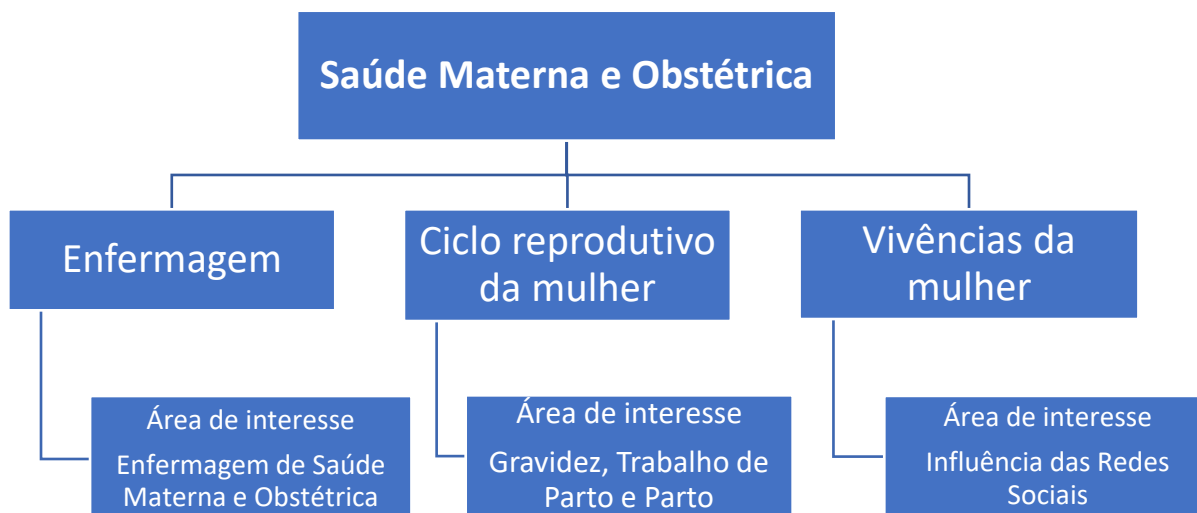 Saúde Materna e Obstétrica
Enfermagem
Ciclo reprodutivo
da mulher
Vivências da
mulher
Área de interesse
Enfermagem de Saúde
Materna e Obstétrica
Área de interesse
Gravidez, Trabalho de
Parto e Parto
Área de interesse
Influência das Redes
Sociais